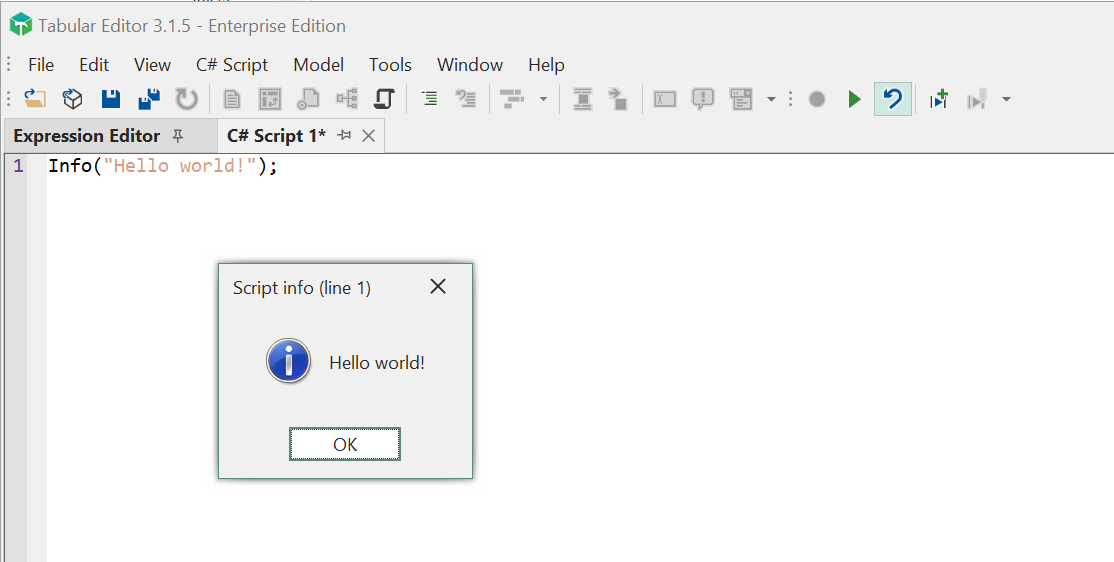 Tabular Editor 3.1.5 - Enterprise Edition
File Edit View C# Script Model Tools Window Help
Expression Editor C# Script 1*
1 Info("Hello world!");
Script info (line 1)
Hello world!
OK